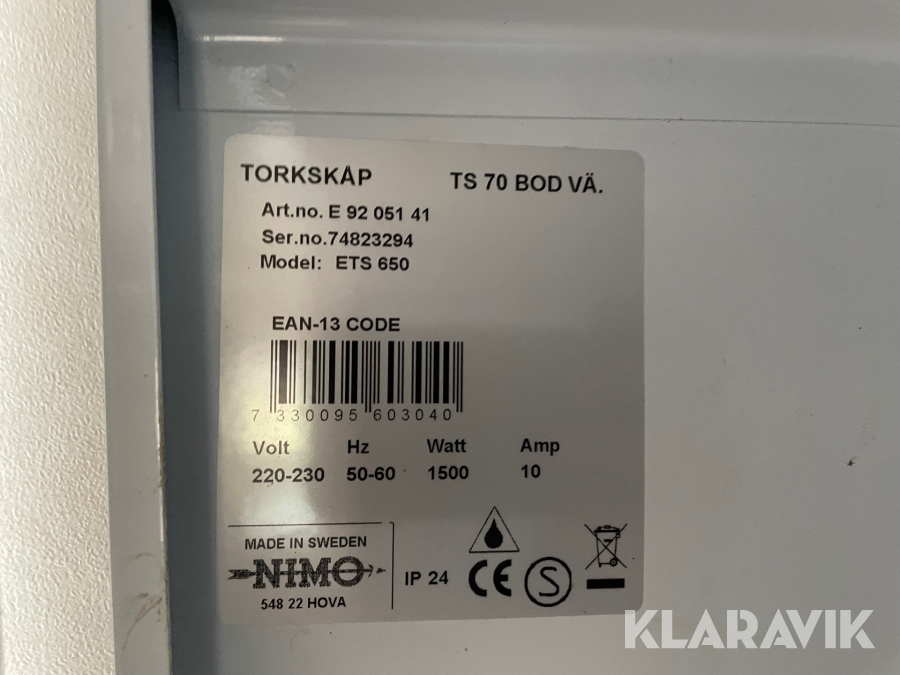 TORKSKÅP TS 70 BOD VÄ.
Art.no. E 92 051 41
Ser.no.74823294
Model: ETS 650
EAN-13 CODE
7 330095 603040
Volt Hz Watt Amp
220-230 50-60 1500 10
MADE IN SWEDEN
NIMO
548 22 HOVA
IP 24 CE S
KLARAVIK